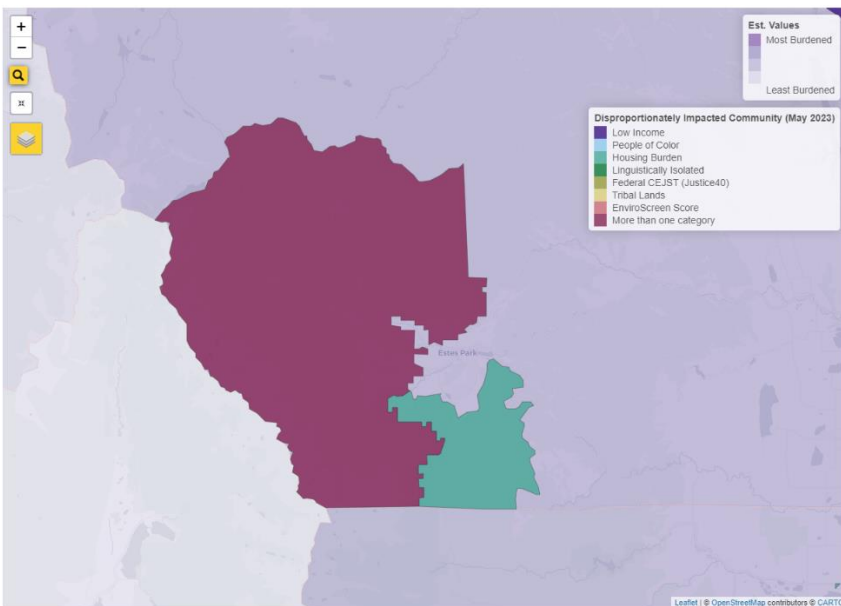 +
−
Est. Values
Most Burdened
Least Burdened
Disproportionately Impacted Community (May 2023)
Low Income
People of Color
Housing Burden
Linguistically Isolated
Federal CEJST (Justice40)
Tribal Lands
EnviroScreen Score
More than one category
Estes Park
Leaflet | © OpenStreetMap contributors © CARTO